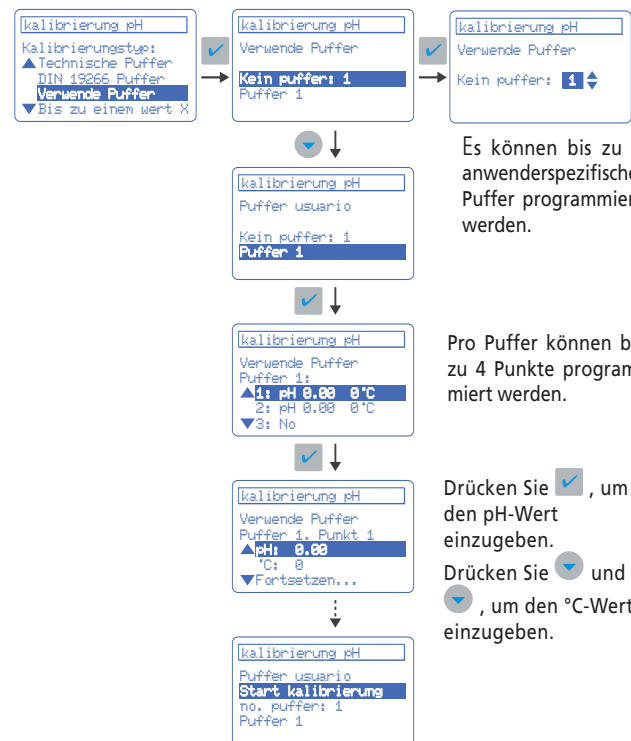 kalibrierung pH
Kalibrierungstyp:
▲Technische Puffer
DIN 19266 Puffer
Verwende Puffer
▼Bis zu einem wert X
kalibrierung pH
Verwende Puffer
Kein puffer: 1
Puffer 1
kalibrierung pH
Verwende Puffer
Kein puffer: 1
Es können bis zu
anwenderspezifische
Puffer programmier
werden.
kalibrierung pH
Puffer usuario
Kein puffer: 1
Puffer 1
kalibrierung pH
Verwende Puffer
Puffer 1:
▲1: pH 0.00 0°C
2: pH 0.00 0°C
▼3: No
Pro Puffer können b
zu 4 Punkte program
miert werden.
kalibrierung pH
Verwende Puffer
Puffer 1. Punkt 1
▲pH: 0.00
°C: 0
▼Fortsetzen...
Drücken Sie , um
den pH-Wert
einzugeben.
Drücken Sie und
, um den °C-Wert
einzugeben.
kalibrierung pH
Puffer usuario
Start kalibrierung
no. puffer: 1
Puffer 1